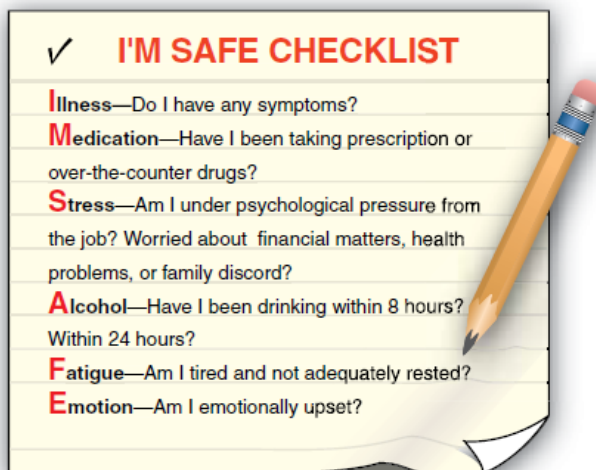 ✓ I'M SAFE CHECKLIST
Illness—Do I have any symptoms?
Medication—Have I been taking prescription or
over-the-counter drugs?
Stress—Am I under psychological pressure from
the job? Worried about financial matters, health
problems, or family discord?
Alcohol—Have I been drinking within 8 hours?
Within 24 hours?
Fatigue—Am I tired and not adequately rested?
Emotion—Am I emotionally upset?